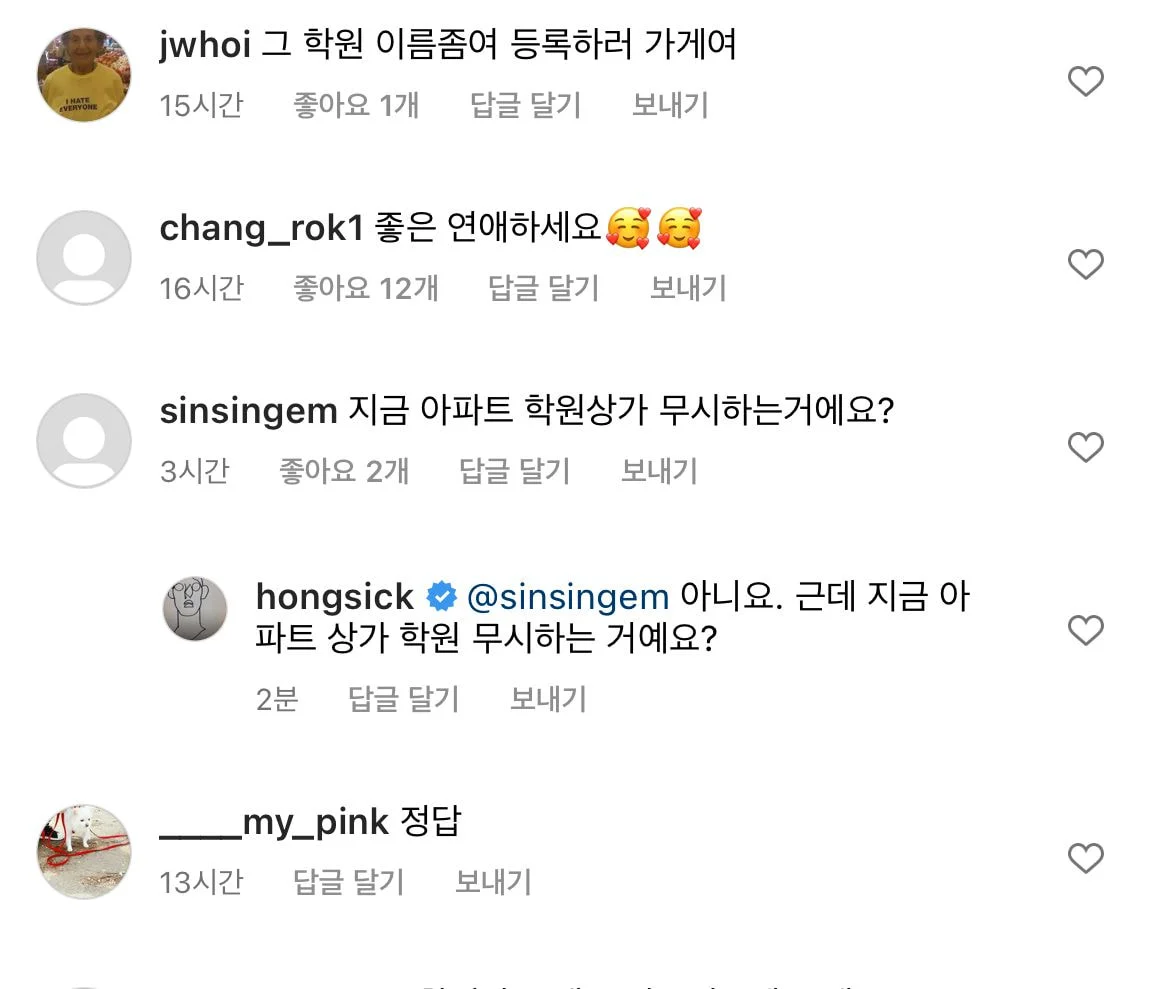 jwhoi 그 학원 이름좀여 등록하러 가게여
15시간 좋아요 1개 답글 달기 보내기
chang_rok1 좋은 연애하세요🥰🥰
16시간 좋아요 12개 답글 달기 보내기
sinsingem 지금 아파트 학원상가 무시하는거에요?
3시간 좋아요 2개 답글 달기 보내기
hongsick @sinsingem 아니요. 근데 지금 아
파트 상가 학원 무시하는 거예요?
2분 답글 달기 보내기
____my_pink 정답
13시간 답글 달기 보내기
I HATE
EVERYONE